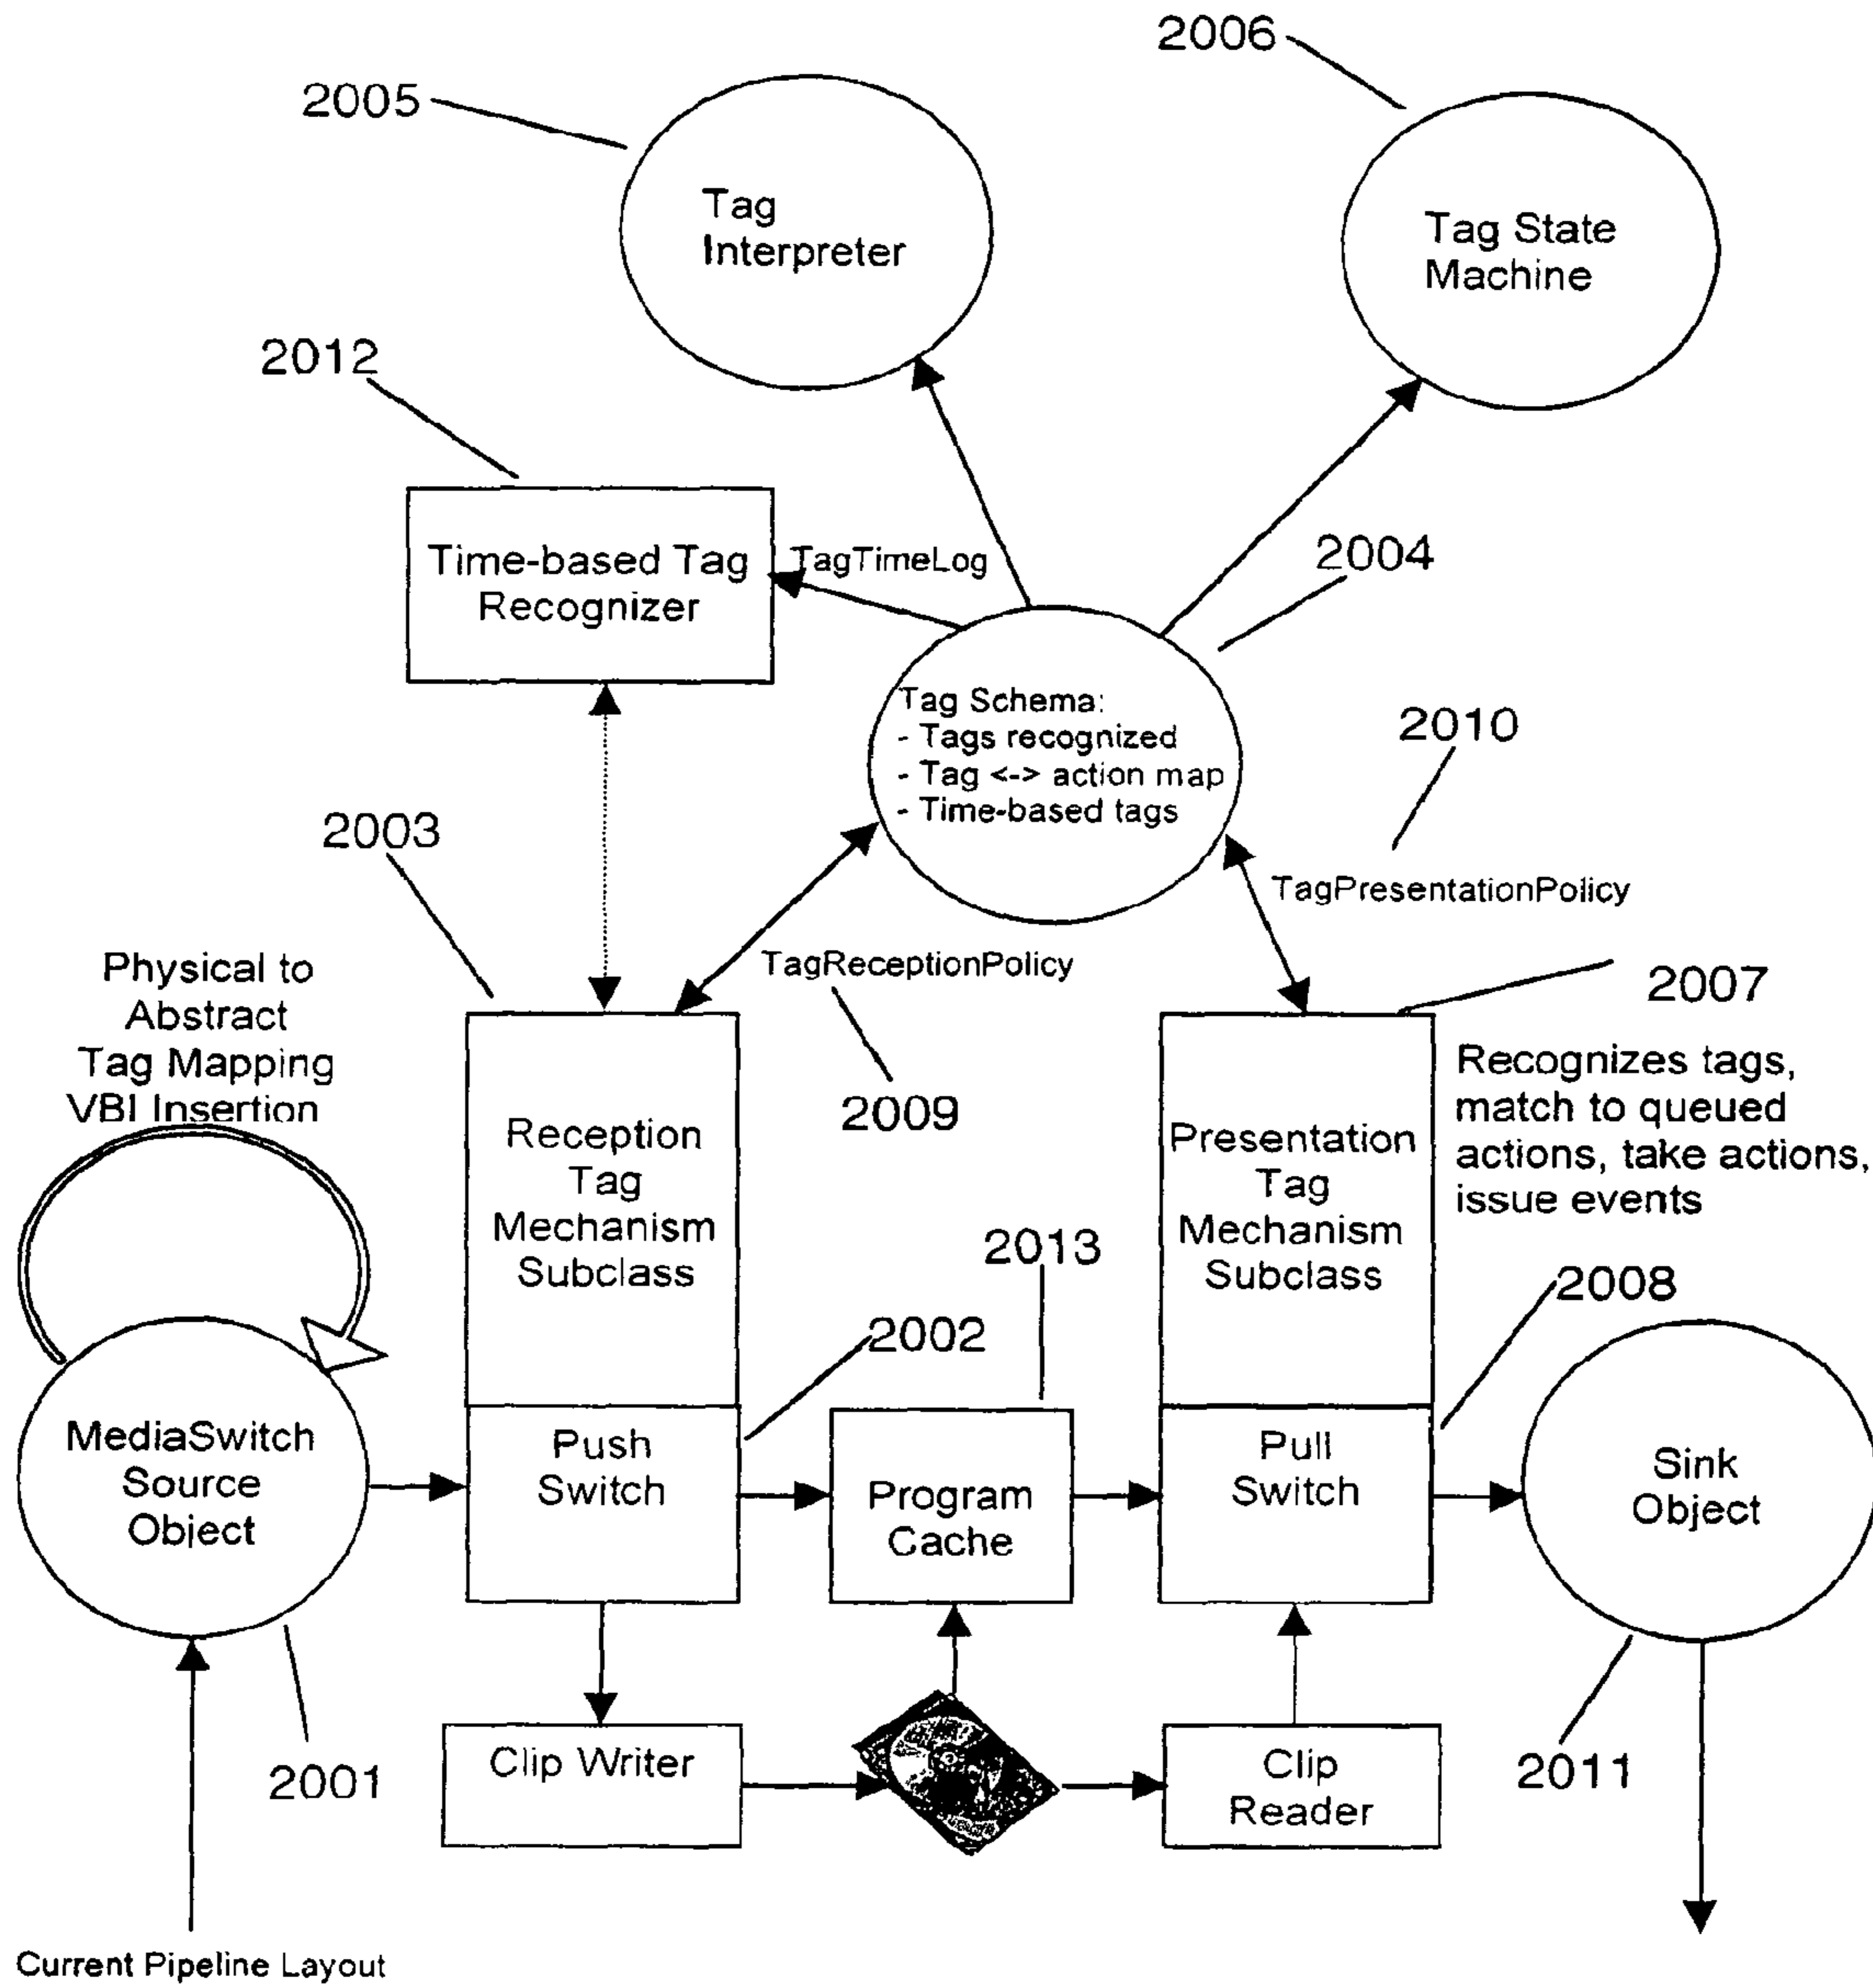 2006
2005
Tag
Interpreter
Tag State
Machine
2012
Time-based Tag
Recognizer
TagTimeLog
2004
Tag Schema:
- Tags recognized
- Tag <-> action map
- Time-based tags
2010
2003
TagPresentationPolicy
TagReceptionPolicy
Physical to
Abstract
Tag Mapping
VBI Insertion
2007
2009
Recognizes tags,
match to queued
actions, take actions,
issue events
Reception
Tag
Mechanism
Subclass
Presentation
Tag
Mechanism
Subclass
2013
2008
2002
MediaSwitch
Source
Object
Push
Switch
Program
Cache
Pull
Switch
Sink
Object
2001
Clip Writer
Clip
Reader
2011
Current Pipeline Layout